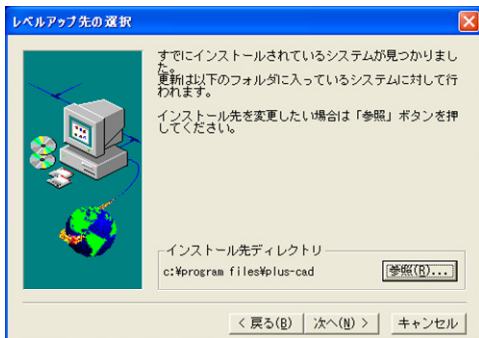 レベルアップ先の選択
すでにインストールされているシステムが見つかりまし
た。
更新は以下のフォルダに入っているシステムに対して行
われます。
インストール先を変更したい場合は「参照」ボタンを押
してください。
インストール先ディレクトリ
c:¥program files¥plus-cad
参照(R)...
< 戻る(B) 次へ(N) > キャンセル